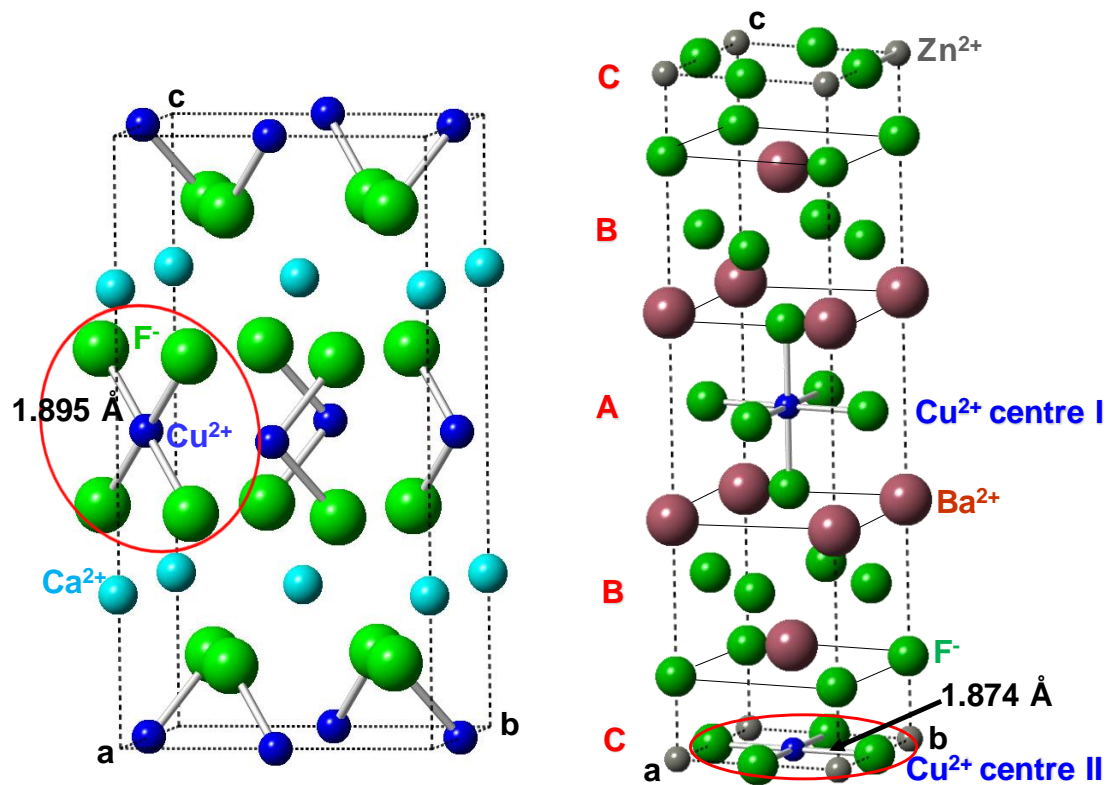 c
F-
1.895 Å
Cu2+
Ca2+
a
b
c
Zn2+
C
B
A
Cu2+ centre I
Ba2+
B
F-
1.874 Å
C
b
a
Cu2+ centre II